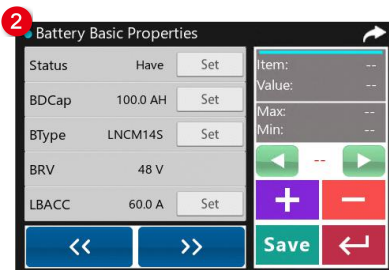 2
Battery Basic Properties
Status Have Set
BDCap 100.0 AH Set
BType LNCM14S Set
BRV 48 V
LBACC 60.0 A Set
<< >>
Item: --
Value: --
Max: --
Min: --
--
+ −
Save